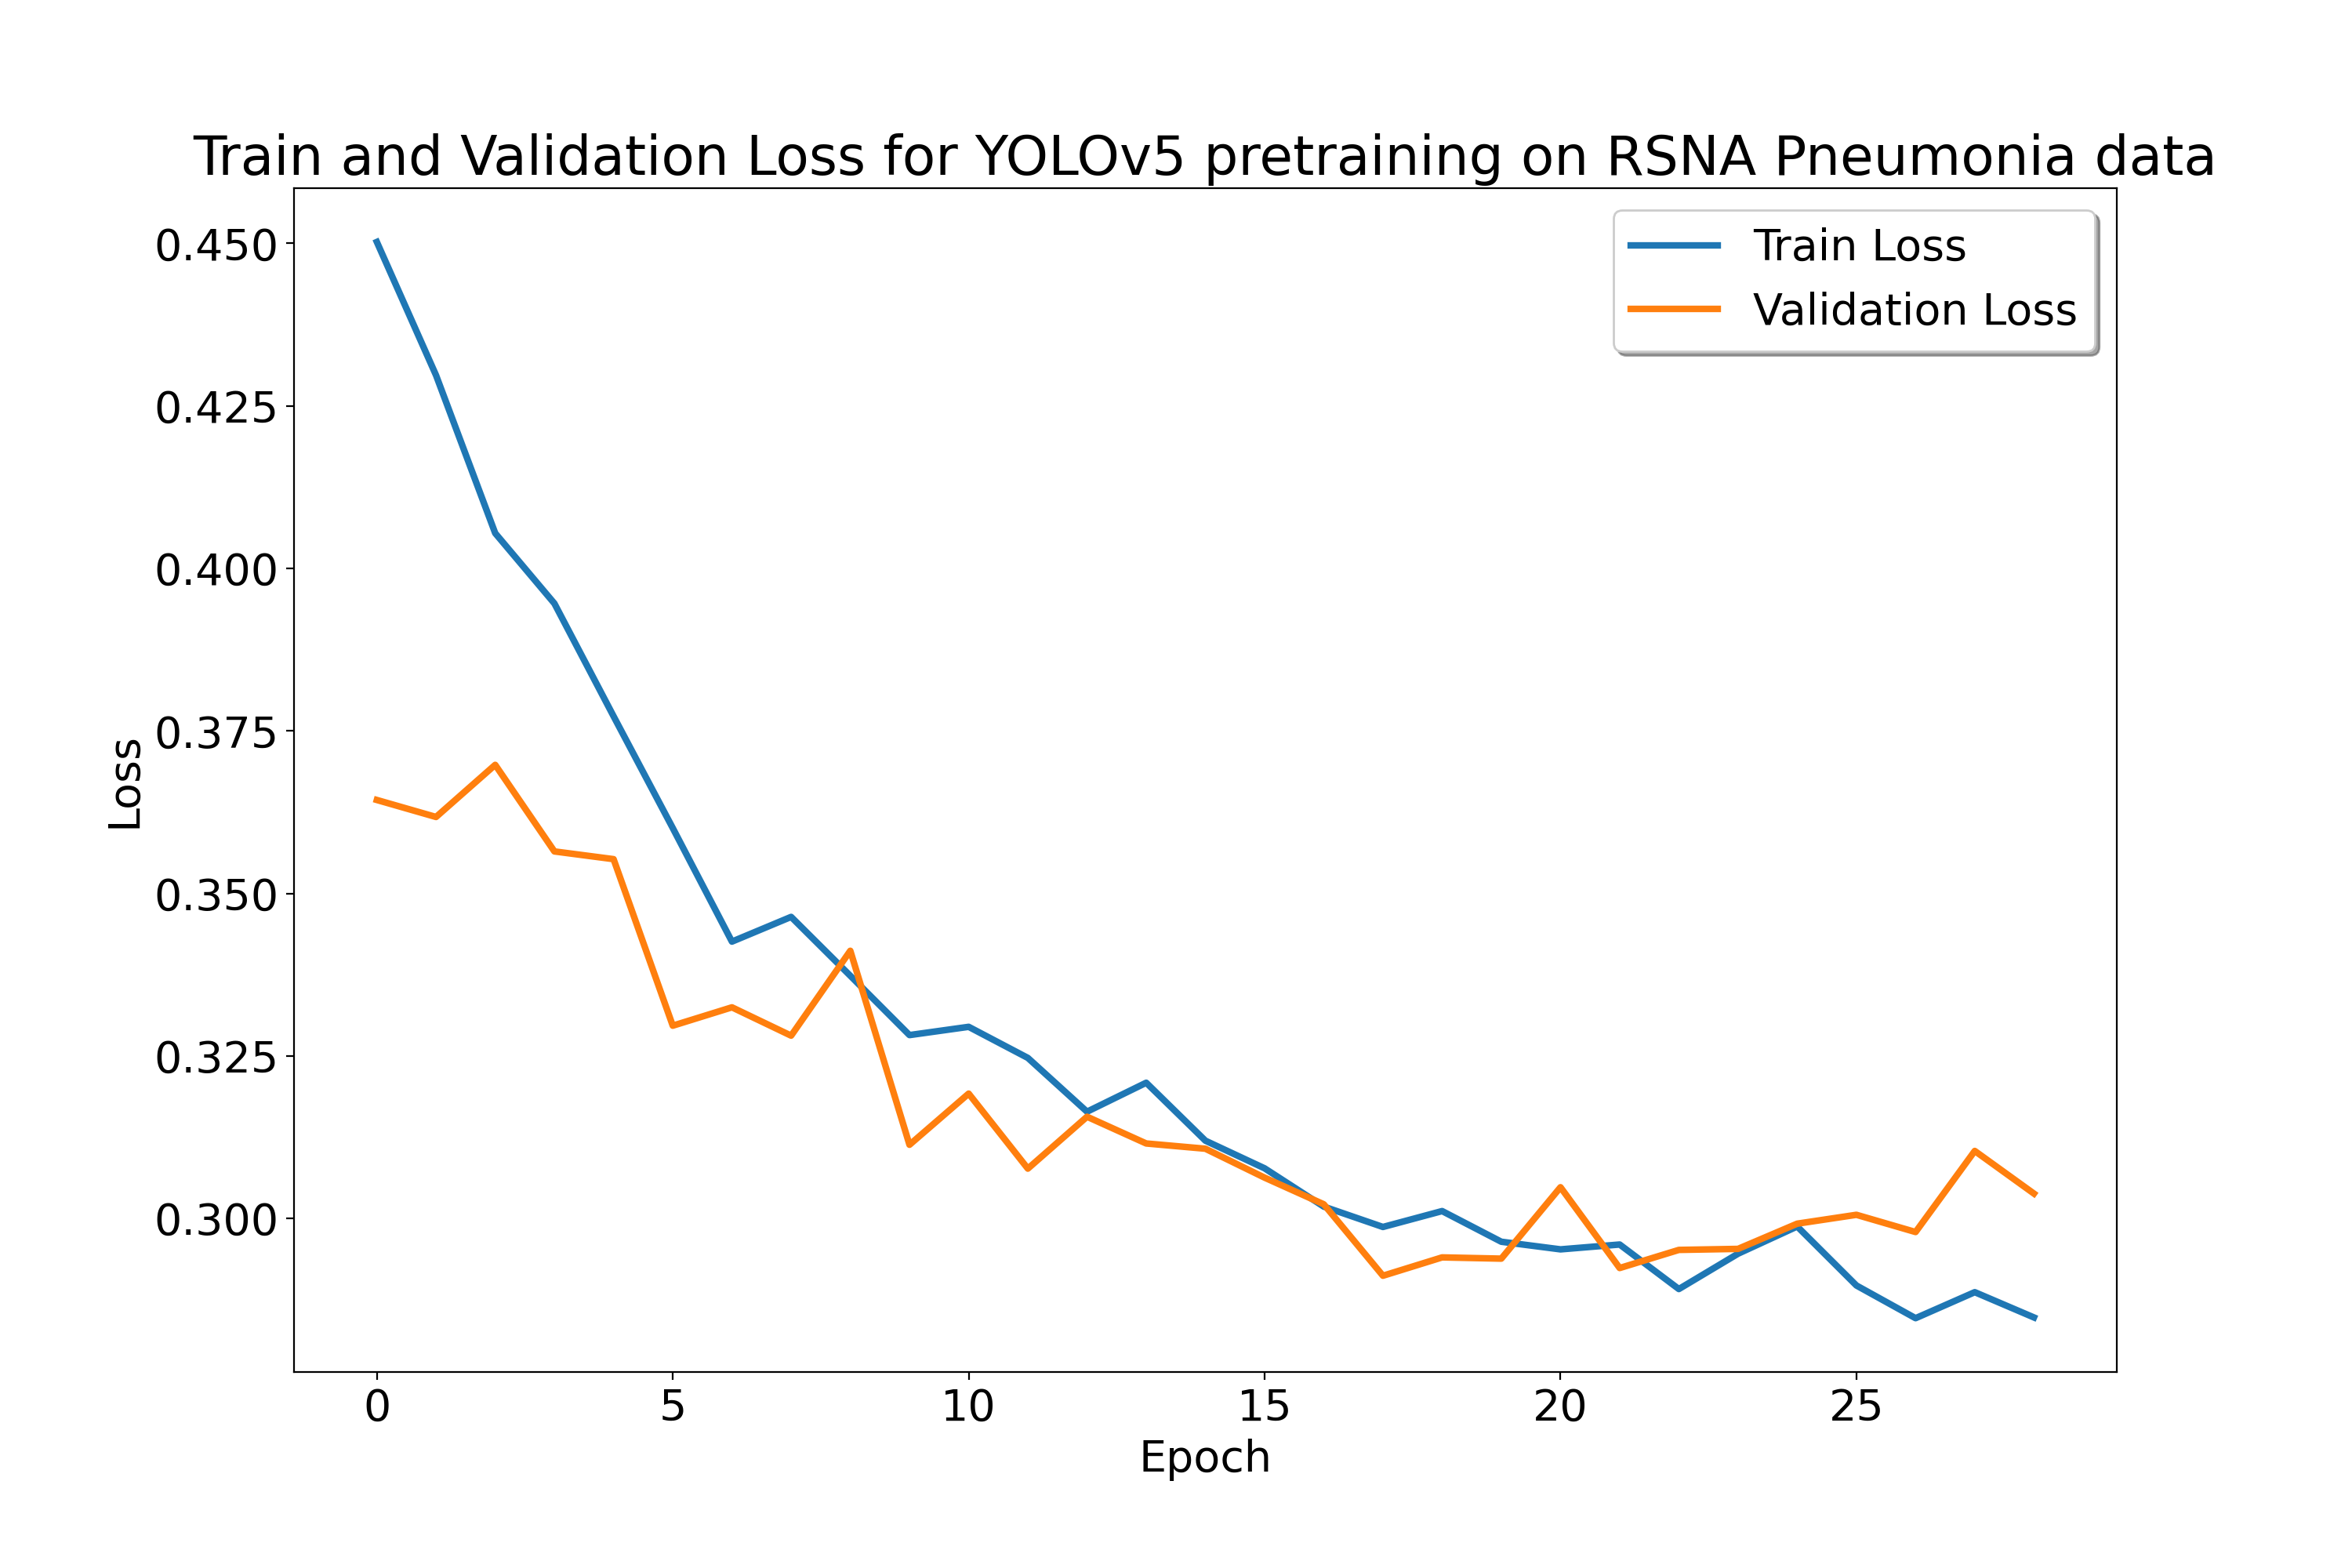 Train and Validation Loss for YOLOv5 pretraining on RSNA Pneumonia data
Train Loss
Validation Loss
0.450
0.425
0.400
0.375
0.350
0.325
0.300
Loss
0 5 10 15 20 25
Epoch